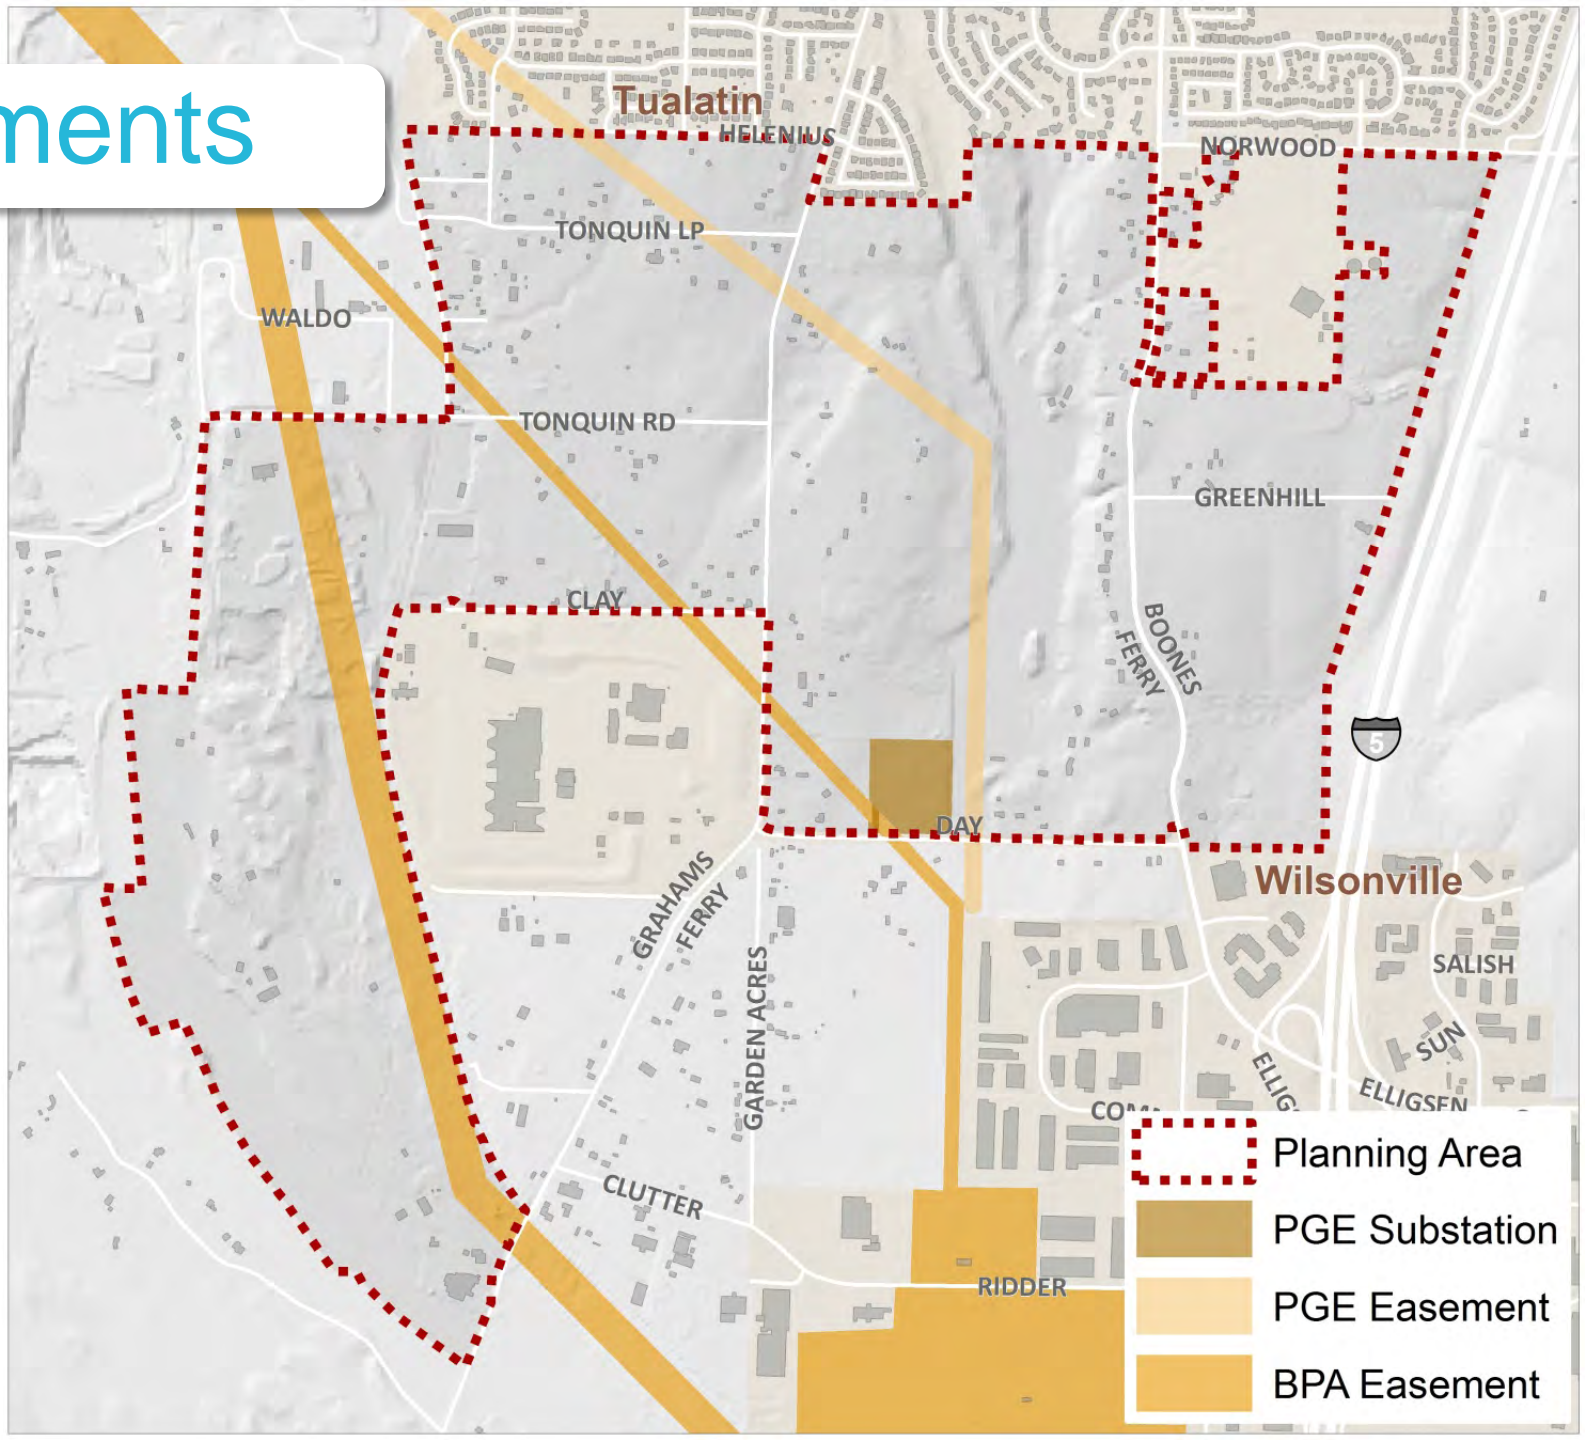 ments
Tualatin
HELENIUS
NORWOOD
TONQUIN LP
WALDO
TONQUIN RD
GREENHILL
CLAY
BOONES
FERRY
5
DAY
Wilsonville
GRAHAMS
FERRY
GARDEN ACRES
SALISH
SUN
ELLIGSEN
CLUTTER
RIDDER
Planning Area
PGE Substation
PGE Easement
BPA Easement